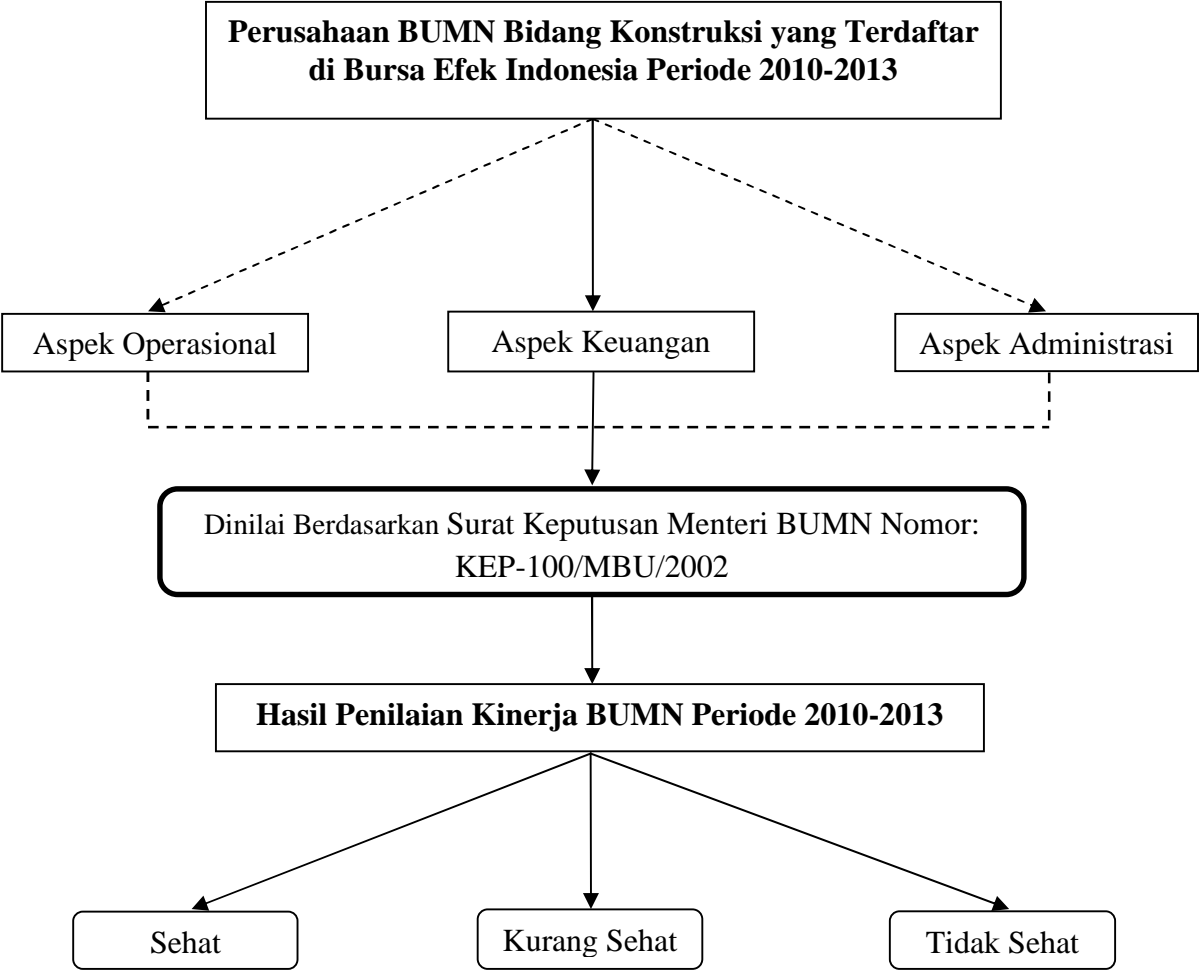 Perusahaan BUMN Bidang Konstruksi yang Terdaftar
di Bursa Efek Indonesia Periode 2010-2013
Aspek Operasional
Aspek Keuangan
Aspek Administrasi
Dinilai Berdasarkan Surat Keputusan Menteri BUMN Nomor:
KEP-100/MBU/2002
Hasil Penilaian Kinerja BUMN Periode 2010-2013
Sehat
Kurang Sehat
Tidak Sehat